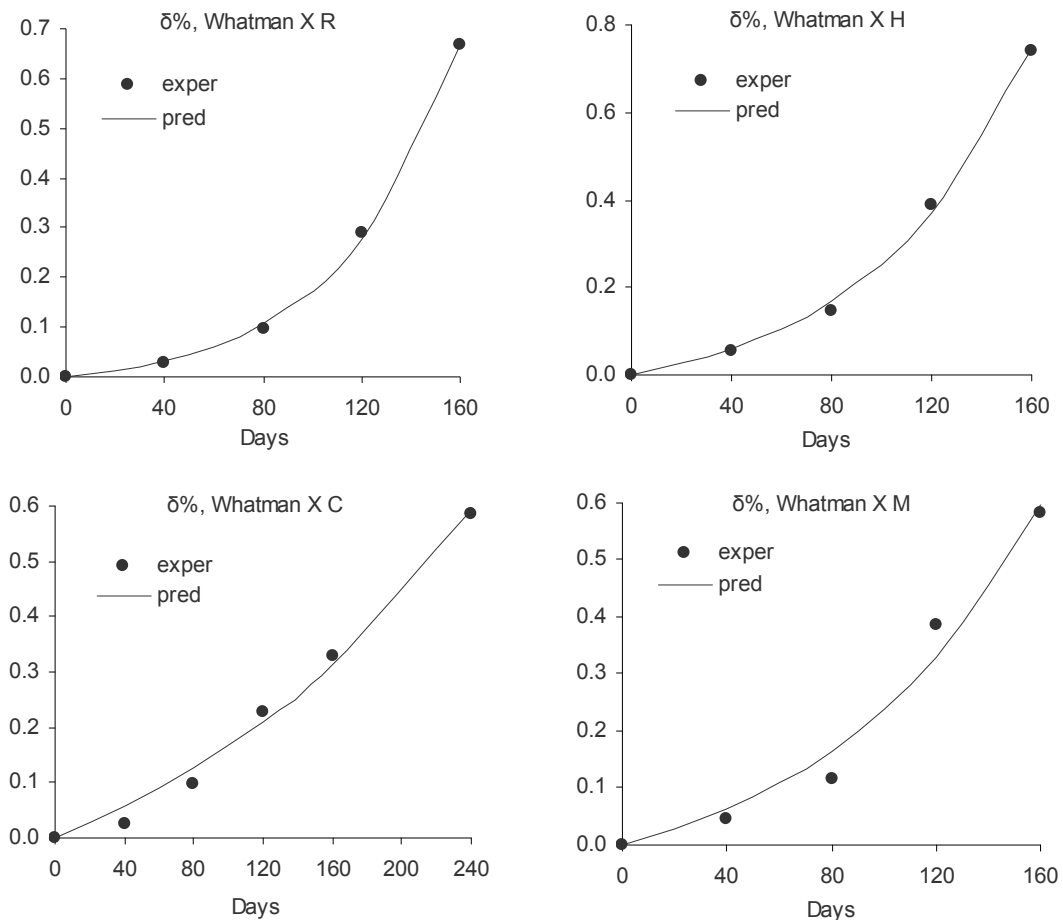 δ%, Whatman X R
0.7
0.6
0.5
0.4
0.3
0.2
0.1
0.0
exper
pred
0 40 80 120 160
Days
δ%, Whatman X H
0.8
0.6
0.4
0.2
0.0
exper
pred
0 40 80 120 160
Days
δ%, Whatman X C
0.6
0.5
0.4
0.3
0.2
0.1
0.0
exper
pred
0 40 80 120 160 200 240
Days
δ%, Whatman X M
0.6
0.5
0.4
0.3
0.2
0.1
0.0
exper
pred
0 40 80 120 160
Days